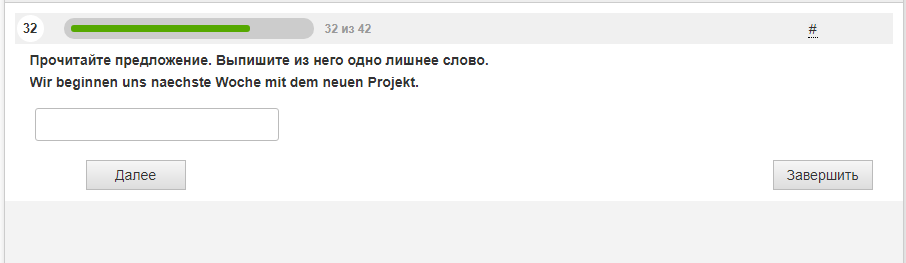 32 32 из 42 #
Прочитайте предложение. Выпишите из него одно лишнее слово.
Wir beginnen uns naechste Woche mit dem neuen Projekt.
Далее Завершить